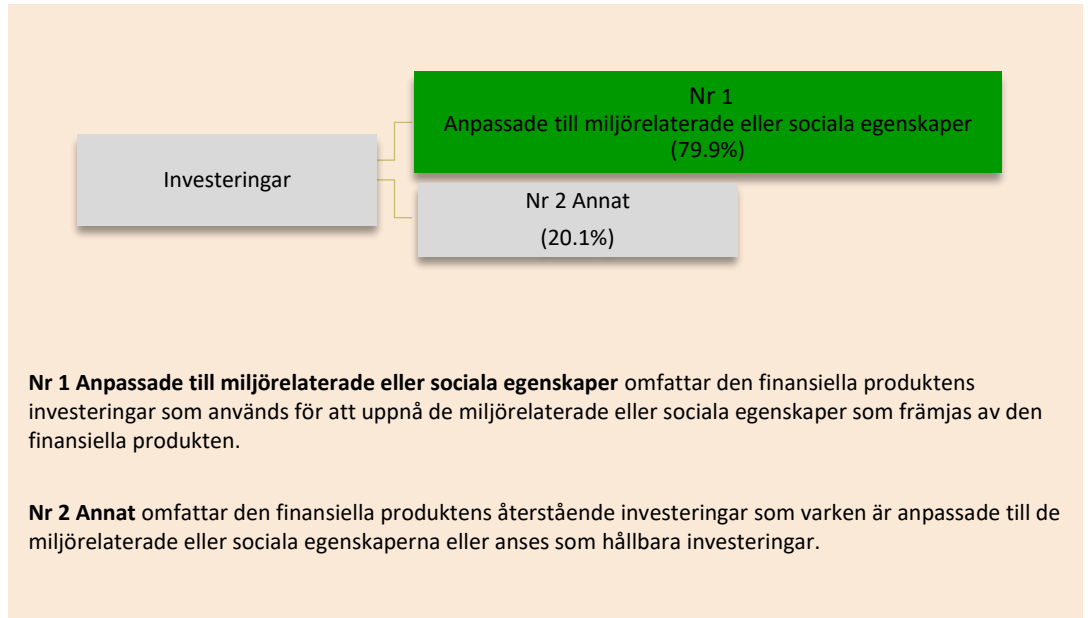 Nr 1
Anpassade till miljörelaterade eller sociala egenskaper
(79.9%)
Investeringar
Nr 2 Annat
(20.1%)
Nr 1 Anpassade till miljörelaterade eller sociala egenskaper omfattar den finansiella produktens
investeringar som används för att uppnå de miljörelaterade eller sociala egenskaper som främjas av den
finansiella produkten.
Nr 2 Annat omfattar den finansiella produktens återstående investeringar som varken är anpassade till de
miljörelaterade eller sociala egenskaperna eller anses som hållbara investeringar.